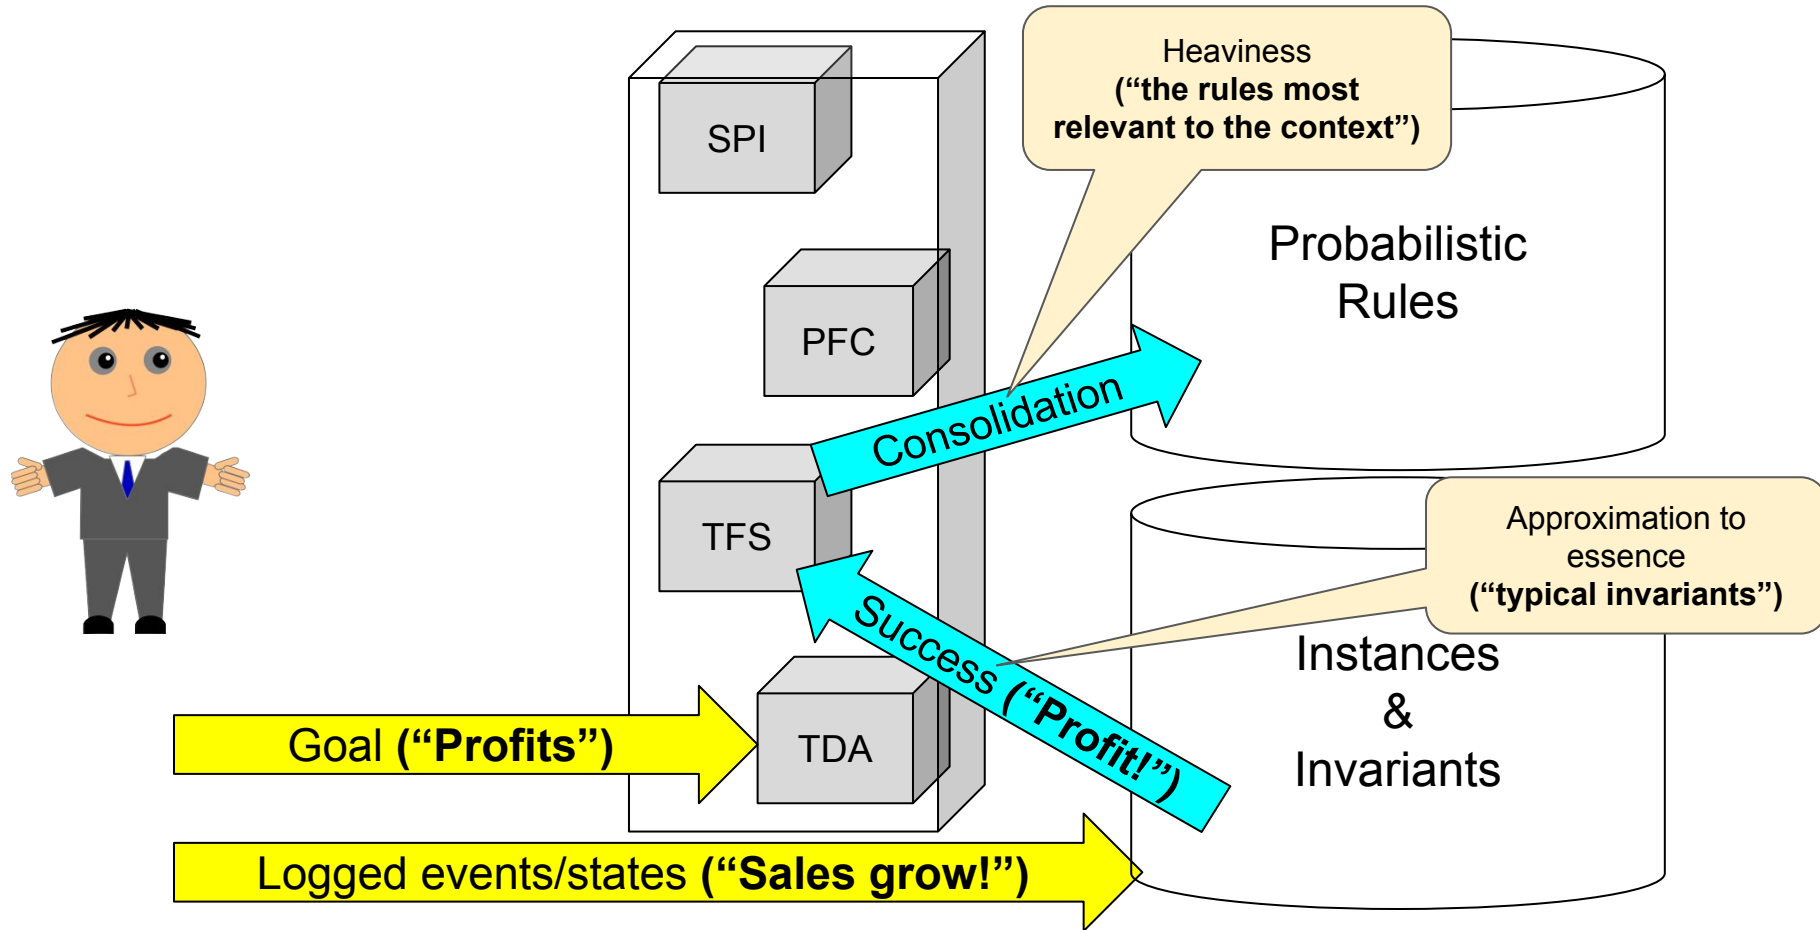 Heaviness
(“the rules most
relevant to the context”)
SPI
Probabilistic
Rules
PFC
Consolidation
TFS
Approximation to
essence
(“typical invariants”)
Success (“Profit!”)
Instances
&
Invariants
Goal (“Profits”)
TDA
Logged events/states (“Sales grow!”)